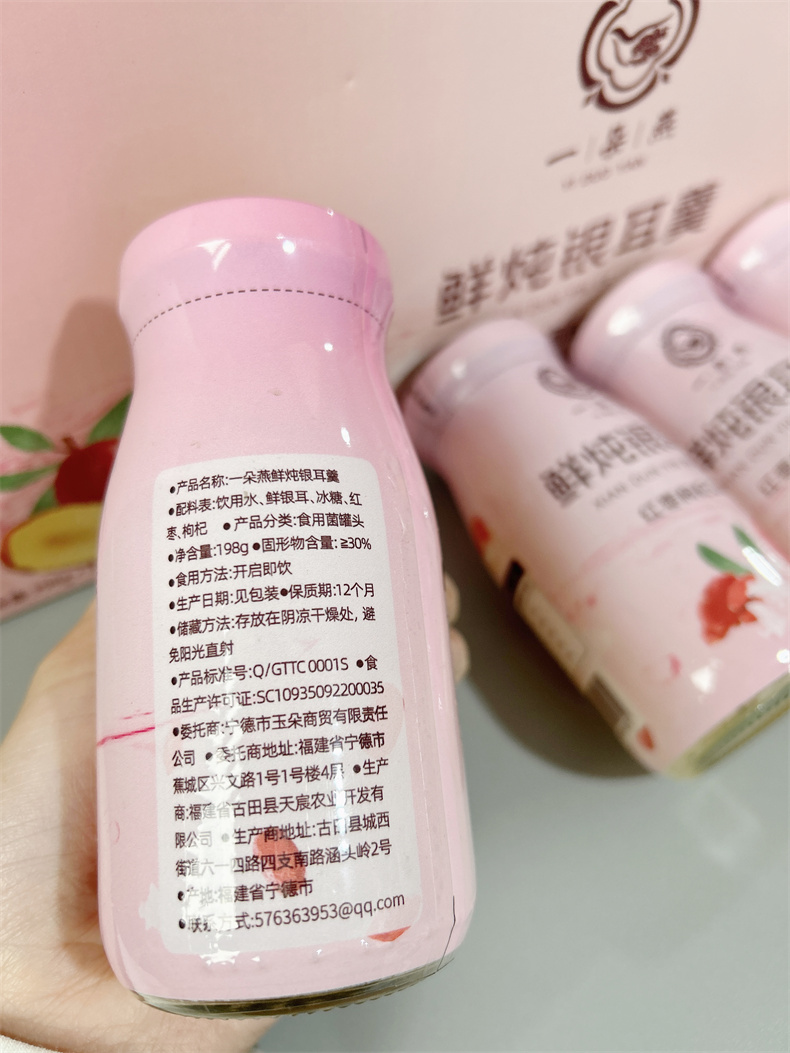 一朵燕
鲜炖银耳羹
•产品名称:一朵燕鲜炖银耳羹
•配料表:饮用水、鲜银耳、冰糖、红
枣、枸杞 •产品分类:食用菌罐头
•净含量:198g •固形物含量:≧30%
•食用方法:开启即饮
•生产日期:见包装•保质期:12个月
•储藏方法:存放在阴凉干燥处,避
免阳光直射
•产品标准号:Q/GTTC 0001S •食
品生产许可证:SC10935092200035
•委托商:宁德市玉朵商贸有限责任
公司 •委托商地址:福建省宁德市
蕉城区兴文路1号1号楼4层 •生产
商:福建省古田县天宸农业开发有
限公司 •生产商地址:古田县城西
街道六一四路四支南路涵头岭2号
•产地:福建省宁德市
•联系方式:576363953@qq.com
鲜炖银耳
鲜炖银耳
红枣枸
红枣